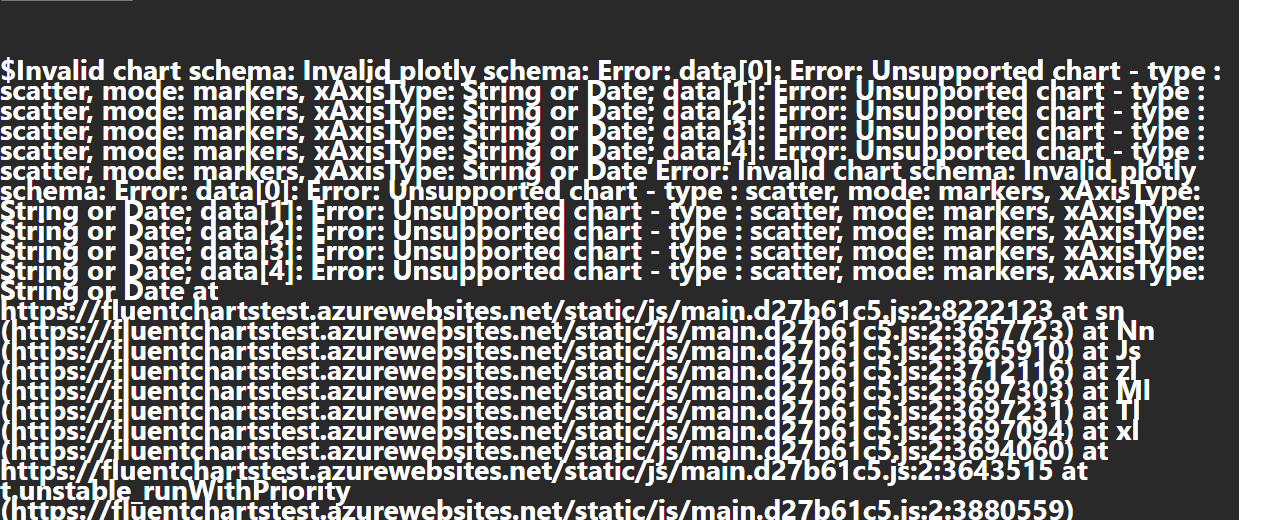 $Invalid chart schema: Invalid plotly schema: Error: data[0]: Error: Unsupported chart - type :
scatter, mode: markers, xAxisType: String or Date; data[1]: Error: Unsupported chart - type :
scatter, mode: markers, xAxisType: String or Date; data[2]: Error: Unsupported chart - type :
scatter, mode: markers, xAxisType: String or Date; data[3]: Error: Unsupported chart - type :
scatter, mode: markers, xAxisType: String or Date; data[4]: Error: Unsupported chart - type :
scatter, mode: markers, xAxisType: String or Date Error: Invalid chart schema: Invalid plotly
schema: Error: data[0]: Error: Unsupported chart - type : scatter, mode: markers, xAxisType:
String or Date; data[1]: Error: Unsupported chart - type : scatter, mode: markers, xAxisType:
String or Date; data[2]: Error: Unsupported chart - type : scatter, mode: markers, xAxisType:
String or Date; data[3]: Error: Unsupported chart - type : scatter, mode: markers, xAxisType:
String or Date; data[4]: Error: Unsupported chart - type : scatter, mode: markers, xAxisType:
String or Date at
https://fluentchartstest.azurewebsites.net/static/js/main.d27b61c5.js:2:8222123 at sn
(https://fluentchartstest.azurewebsites.net/static/js/main.d27b61c5.js:2:3657723) at Nn
(https://fluentchartstest.azurewebsites.net/static/js/main.d27b61c5.js:2:3665910) at Js
(https://fluentchartstest.azurewebsites.net/static/js/main.d27b61c5.js:2:3712116) at zl
(https://fluentchartstest.azurewebsites.net/static/js/main.d27b61c5.js:2:3697303) at Ml
(https://fluentchartstest.azurewebsites.net/static/js/main.d27b61c5.js:2:3697231) at Tl
(https://fluentchartstest.azurewebsites.net/static/js/main.d27b61c5.js:2:3697094) at xl
(https://fluentchartstest.azurewebsites.net/static/js/main.d27b61c5.js:2:3694060) at
https://fluentchartstest.azurewebsites.net/static/js/main.d27b61c5.js:2:3643515 at
t.unstable_runWithPriority
(https://fluentchartstest.azurewebsites.net/static/js/main.d27b61c5.js:2:3880559)